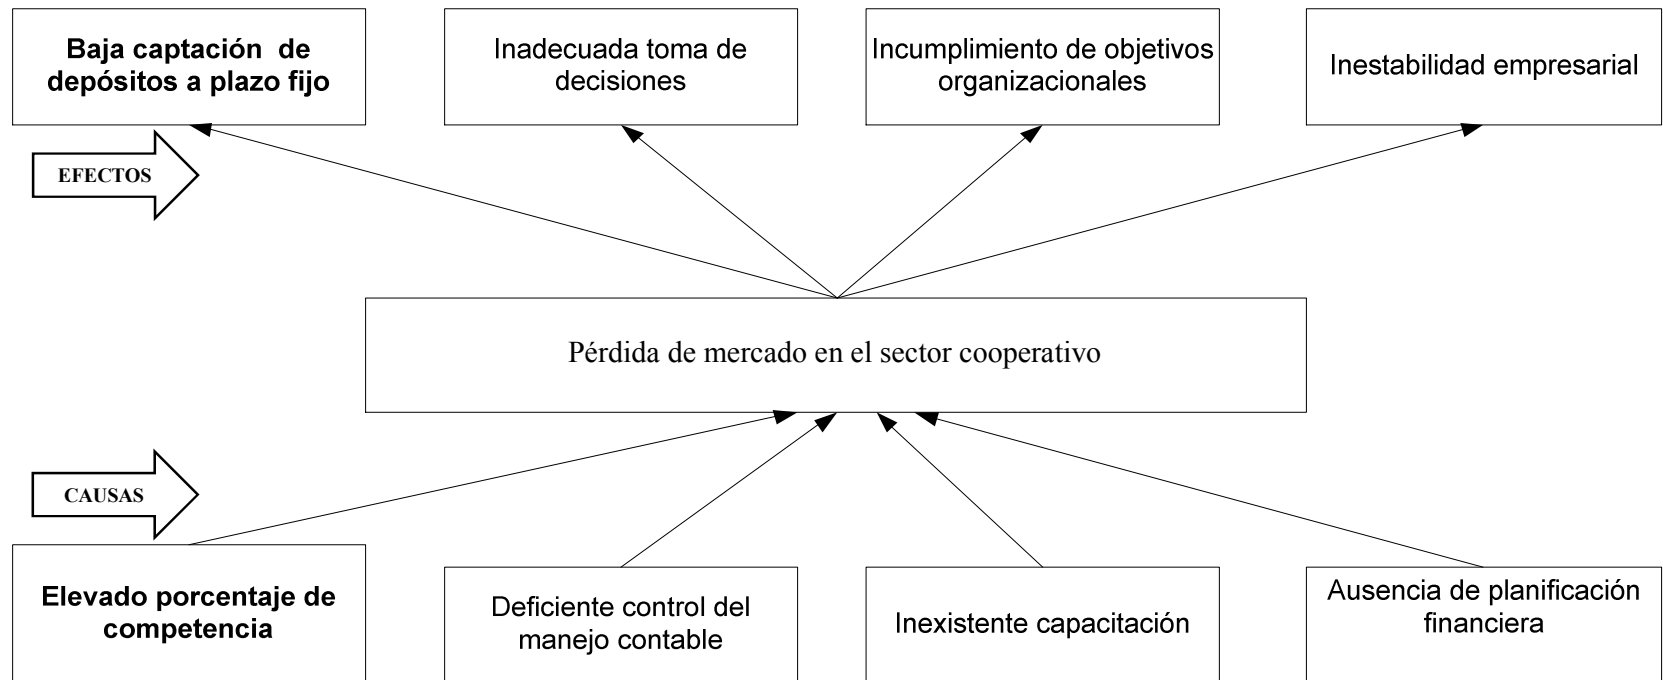 Baja captación de
depósitos a plazo fijo
Inadecuada toma de
decisiones
Incumplimiento de objetivos
organizacionales
Inestabilidad empresarial
EFECTOS
Pérdida de mercado en el sector cooperativo
CAUSAS
Elevado porcentaje de
competencia
Deficiente control del
manejo contable
Inexistente capacitación
Ausencia de planificación
financiera